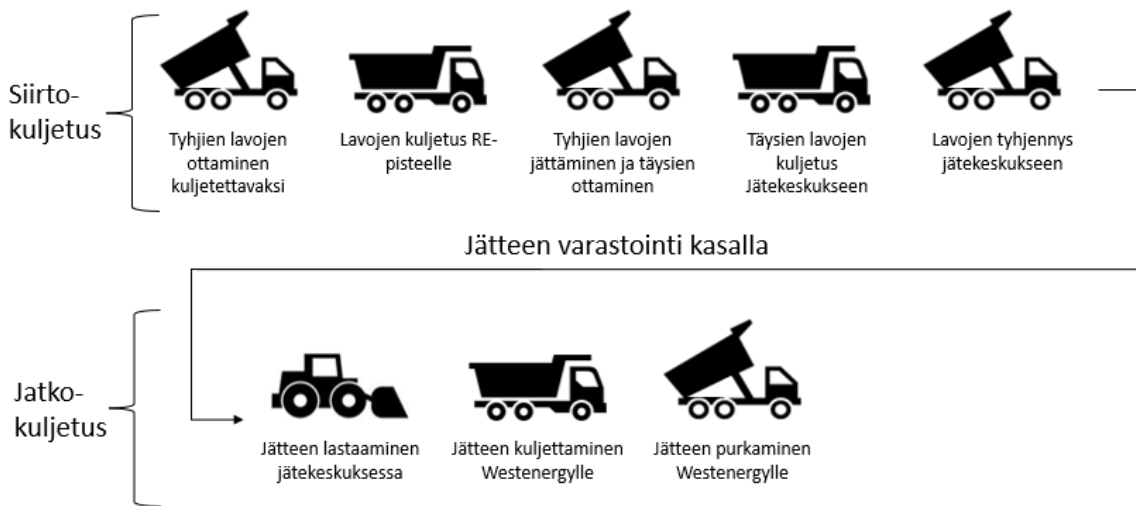 Siirto-
kuljetus
Tyhjien lavojen
ottaminen
kuljetettavaksi
Lavojen kuljetus RE-
pisteelle
Tyhjien lavojen
jättäminen ja täysien
ottaminen
Täysien lavojen
kuljetus
Jätekeskukseen
Lavojen tyhjennys
jätekeskukseen
Jätteen varastointi kasalla
Jatko-
kuljetus
Jätteen lastaaminen
jätekeskuksessa
Jätteen kuljettaminen
Westenergylle
Jätteen purkaminen
Westenergylle